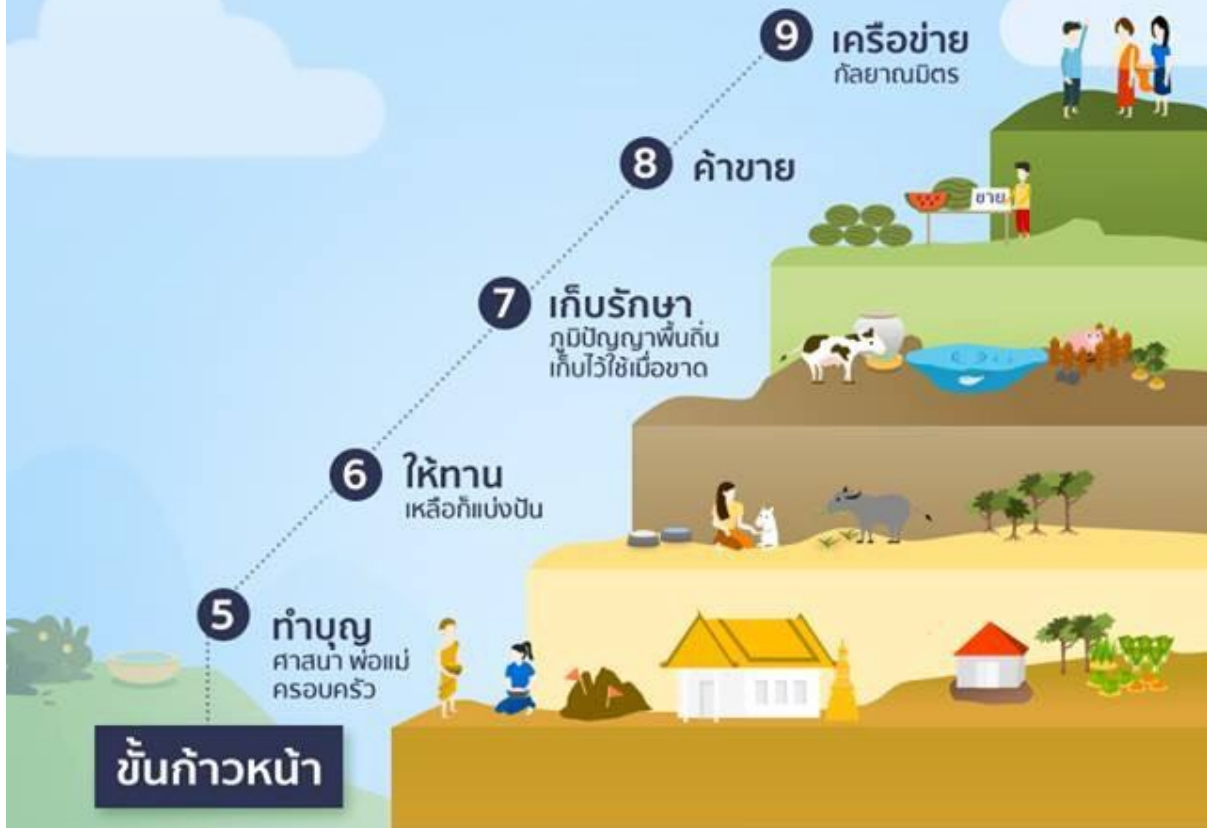 9 เครือข่าย
กัลยาณมิตร
8 ค้าขาย
ขาย
7 เก็บรักษา
ภูมิปัญญาพื้นถิ่น
เก็บไว้ใช้เมื่อขาด
6 ให้ทาน
เหลือก็แบ่งปัน
5 ทำบุญ
ศาสนา พ่อแม่
ครอบครัว
ขั้นก้าวหน้า